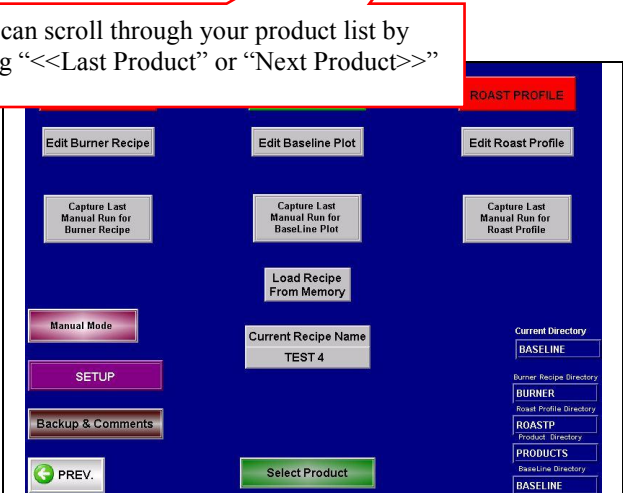 can scroll through your product list by
g “<<Last Product” or “Next Product>>”
ROAST PROFILE
Edit Burner Recipe
Edit Baseline Plot
Edit Roast Profile
Capture Last
Manual Run for
Burner Recipe
Capture Last
Manual Run for
BaseLine Plot
Capture Last
Manual Run for
Roast Profile
Load Recipe
From Memory
Manual Mode
Current Recipe Name
TEST 4
Current Directory
BASELINE
SETUP
Burner Recipe Directory
BURNER
Roast Profile Directory
ROASTP
Backup & Comments
Product Directory
PRODUCTS
BaseLine Directory
BASELINE
PREV.
Select Product